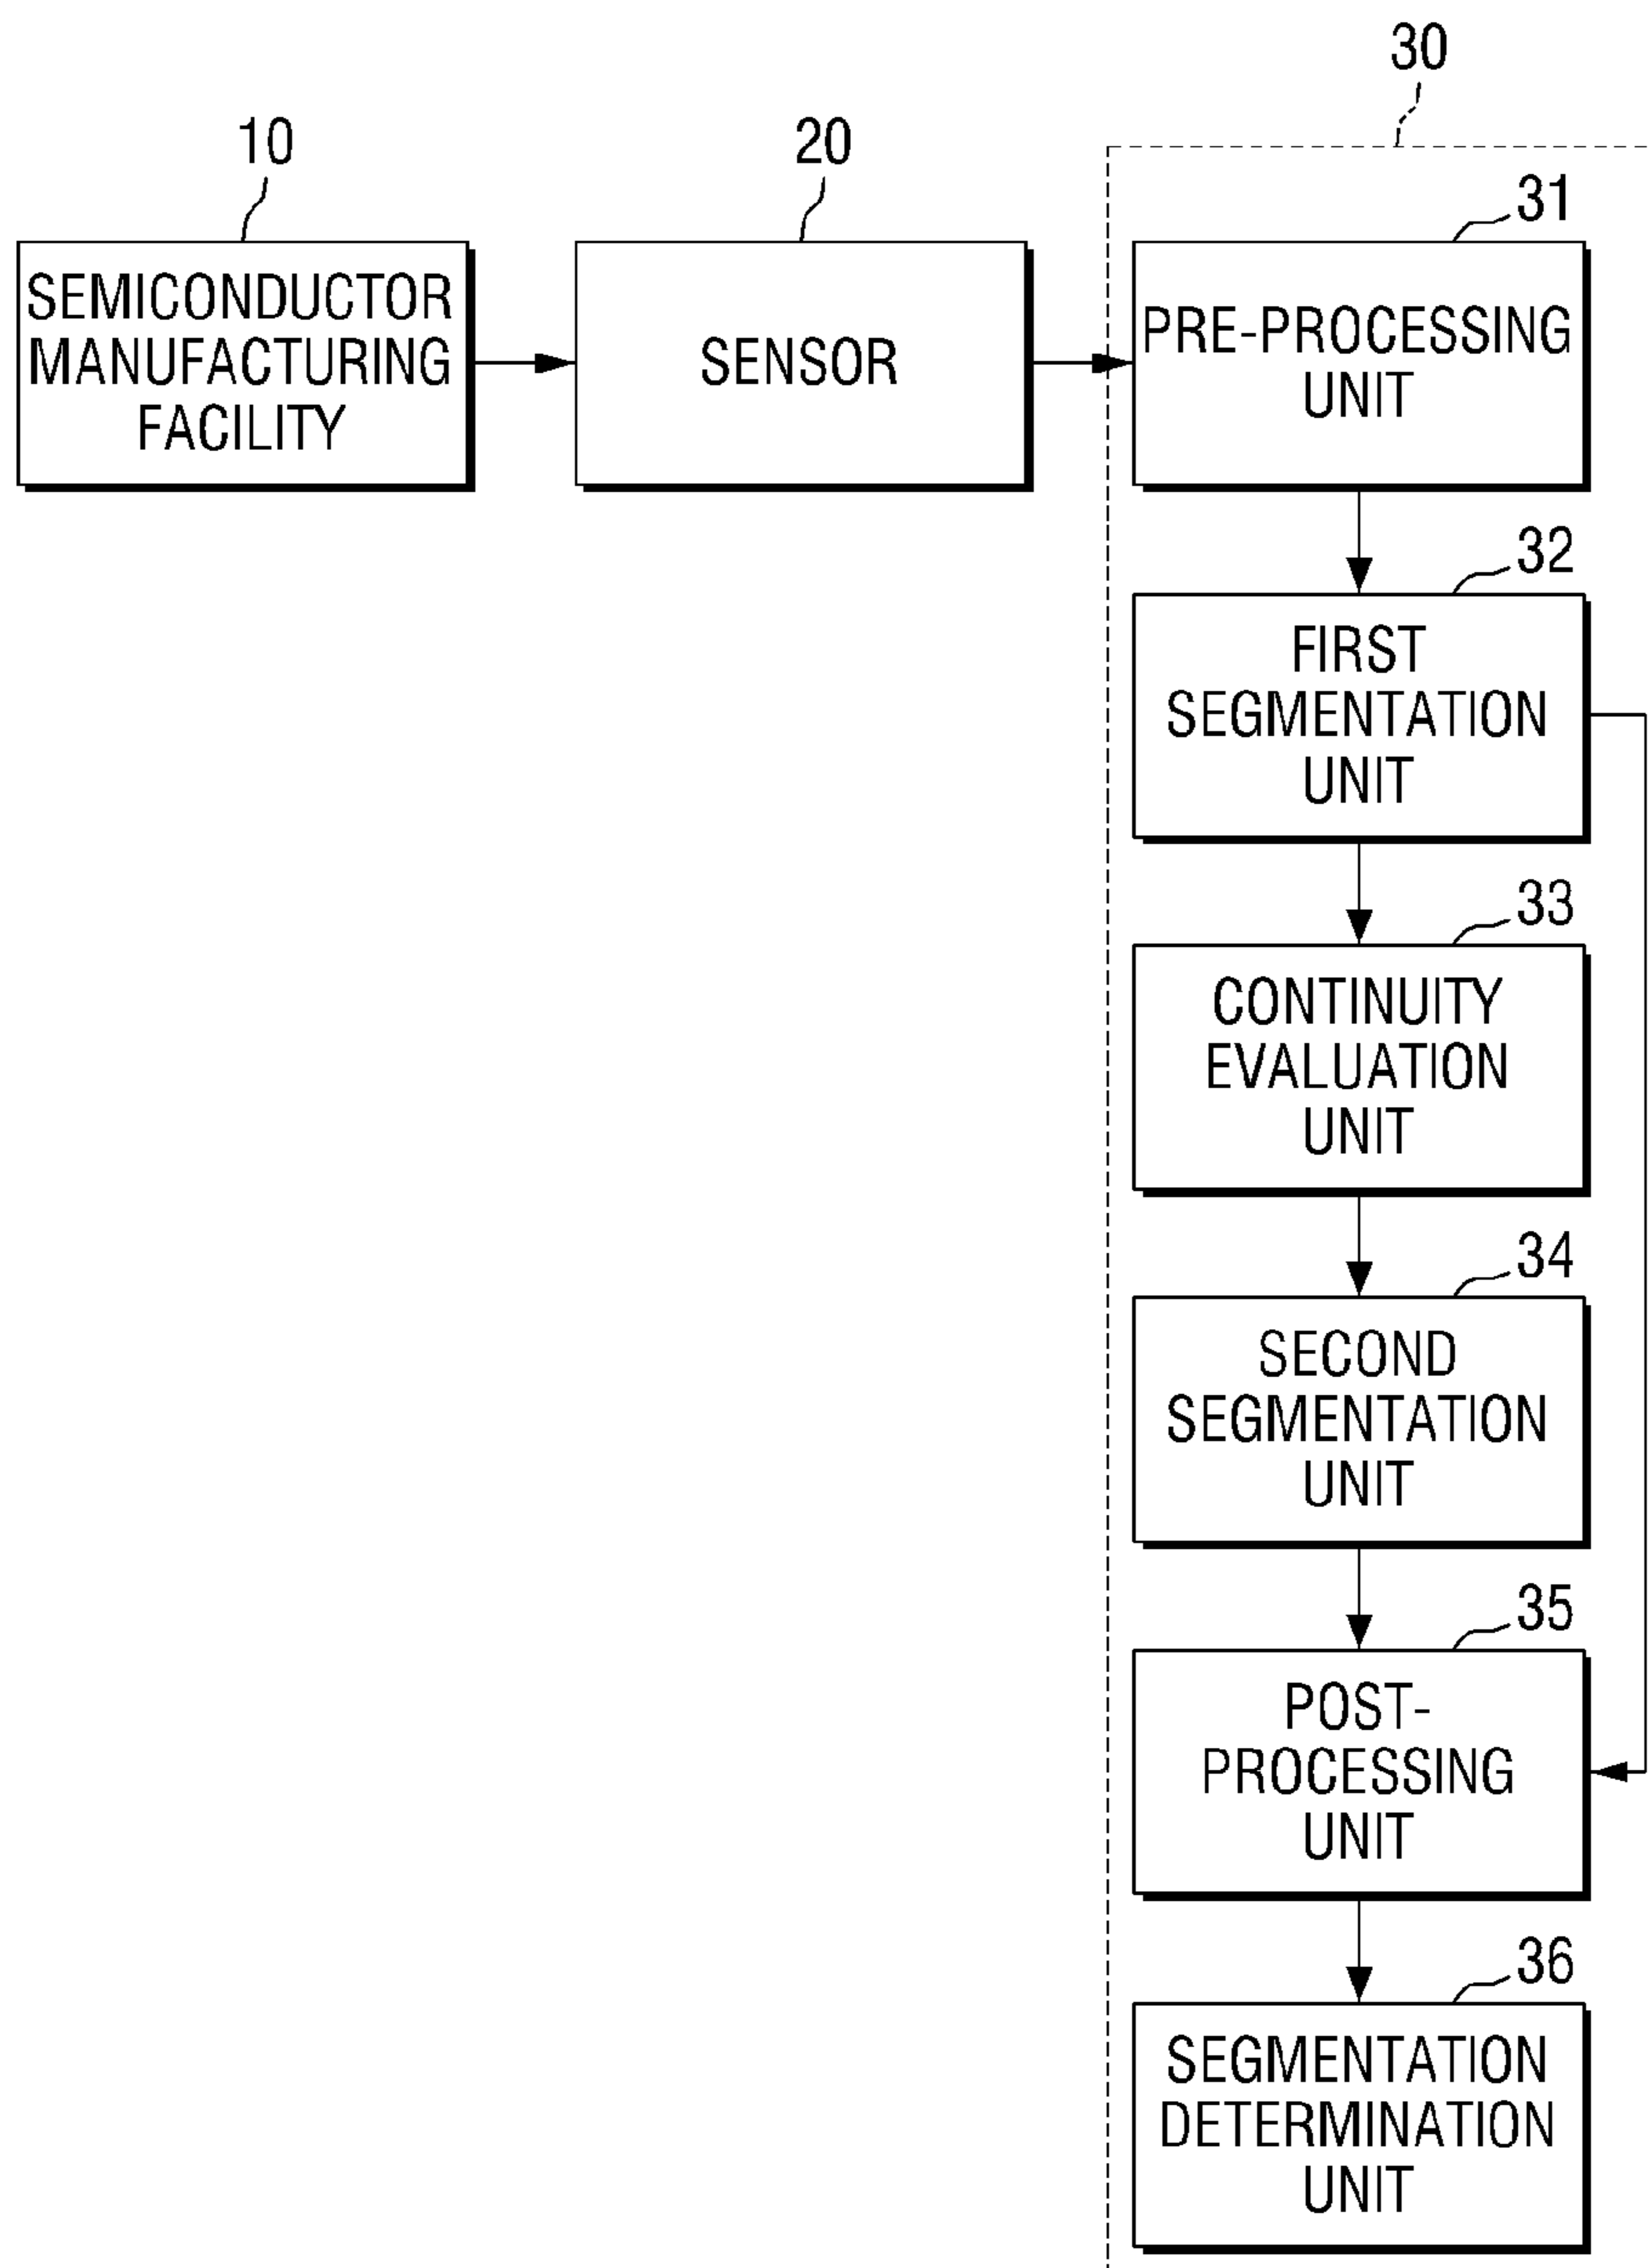 30
10
20
31
SEMICONDUCTOR
MANUFACTURING
FACILITY
SENSOR
PRE-PROCESSING
UNIT
32
FIRST
SEGMENTATION
UNIT
33
CONTINUITY
EVALUATION
UNIT
34
SECOND
SEGMENTATION
UNIT
35
POST-
PROCESSING
UNIT
36
SEGMENTATION
DETERMINATION
UNIT